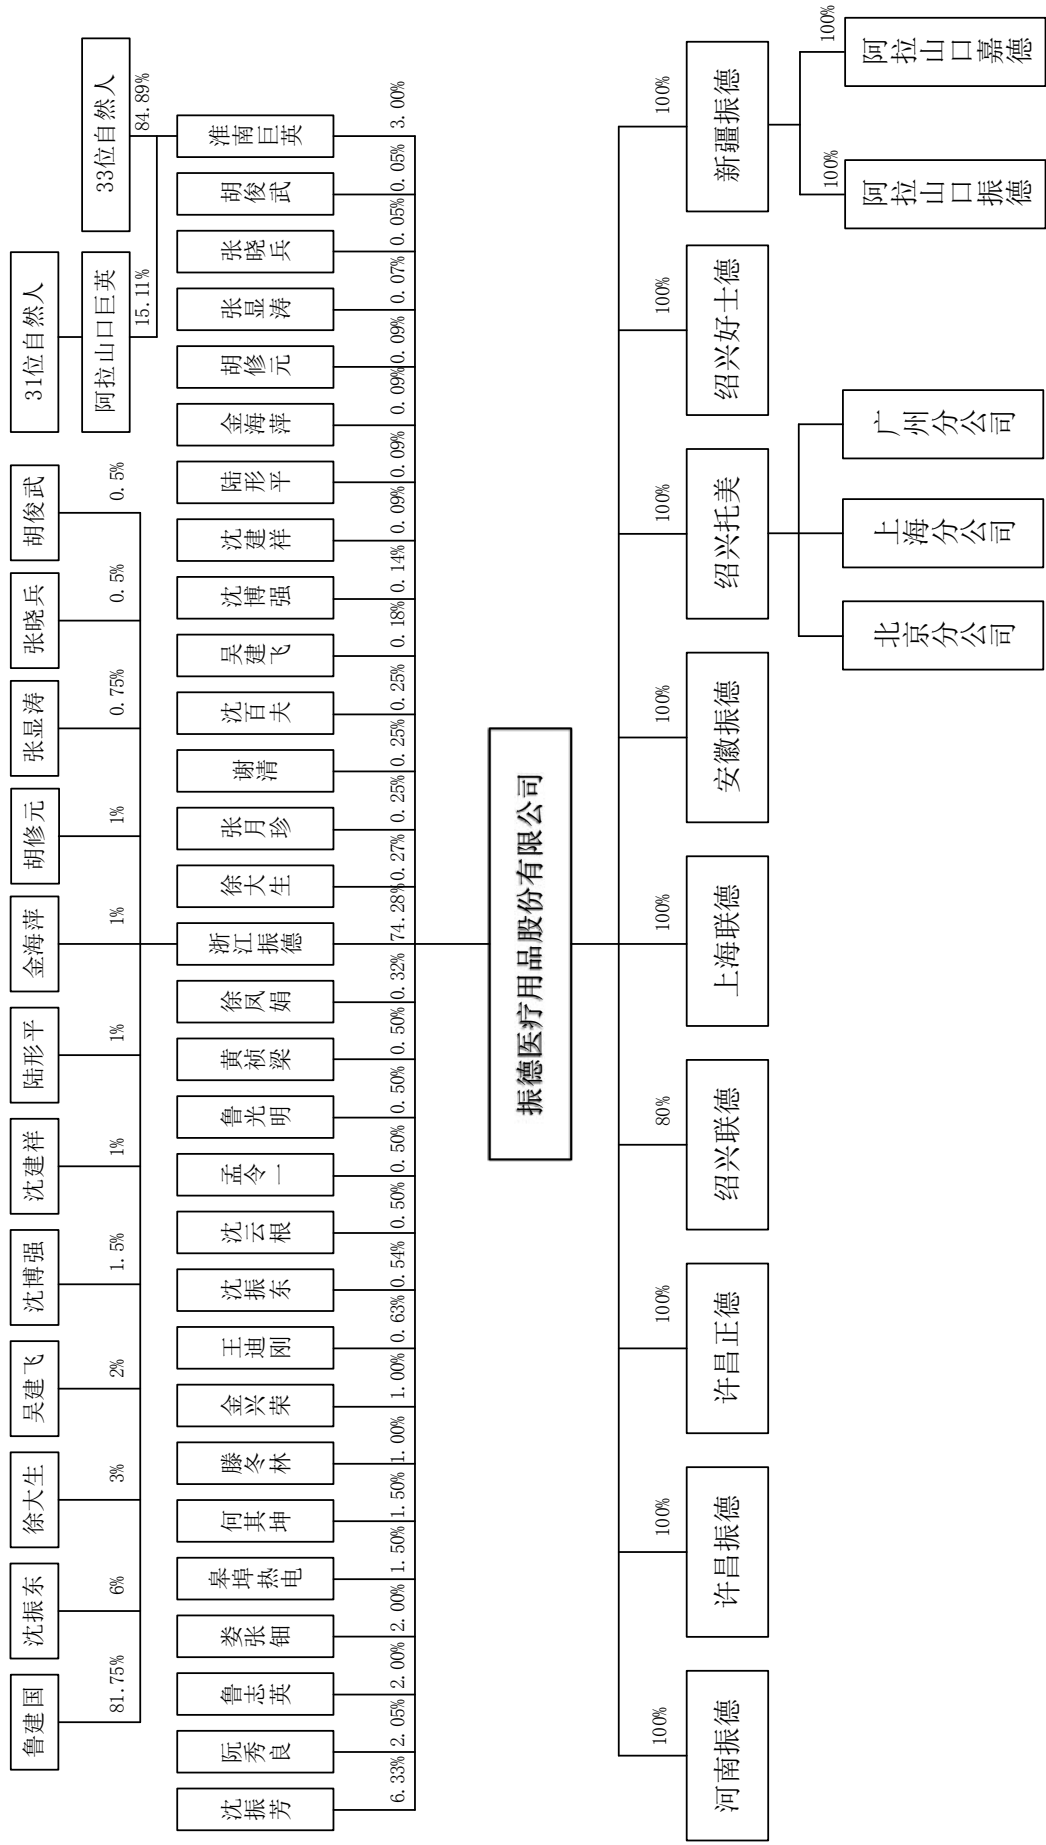 鲁建国
沈振东
徐大生
吴建飞
沈博强
沈建祥
陆形平
金海萍
胡修元
张显涛
张晓兵
胡俊武
31位自然人
81.75%
6%
3%
2%
1.5%
1%
1%
1%
1%
0.75%
0.5%
0.5%
阿拉山口巨英
33位自然人
15.11%
84.89%
沈振芳
阮秀良
鲁志英
娄张钿
皋埠热电
何其坤
滕冬林
金兴荣
王迪刚
沈振东
沈云根
孟令一
鲁光明
黄祯梁
徐凤娟
浙江振德
徐大生
张月珍
谢清
沈百夫
吴建飞
沈博强
沈建祥
陆形平
金海萍
胡修元
张显涛
张晓兵
胡俊武
淮南巨英
6.33%
2.05%
2.00%
2.00%
1.50%
1.50%
1.00%
1.00%
0.63%
0.54%
0.50%
0.50%
0.50%
0.50%
0.32%
74.28%
0.27%
0.25%
0.25%
0.25%
0.18%
0.14%
0.09%
0.09%
0.09%
0.09%
0.07%
0.05%
0.05%
3.00%
振德医疗用品股份有限公司
100%
100%
100%
80%
100%
100%
100%
100%
100%
河南振德
许昌振德
许昌正德
绍兴联德
上海联德
安徽振德
绍兴托美
绍兴好士德
新疆振德
100%
100%
北京分公司
上海分公司
广州分公司
阿拉山口振德
阿拉山口嘉德